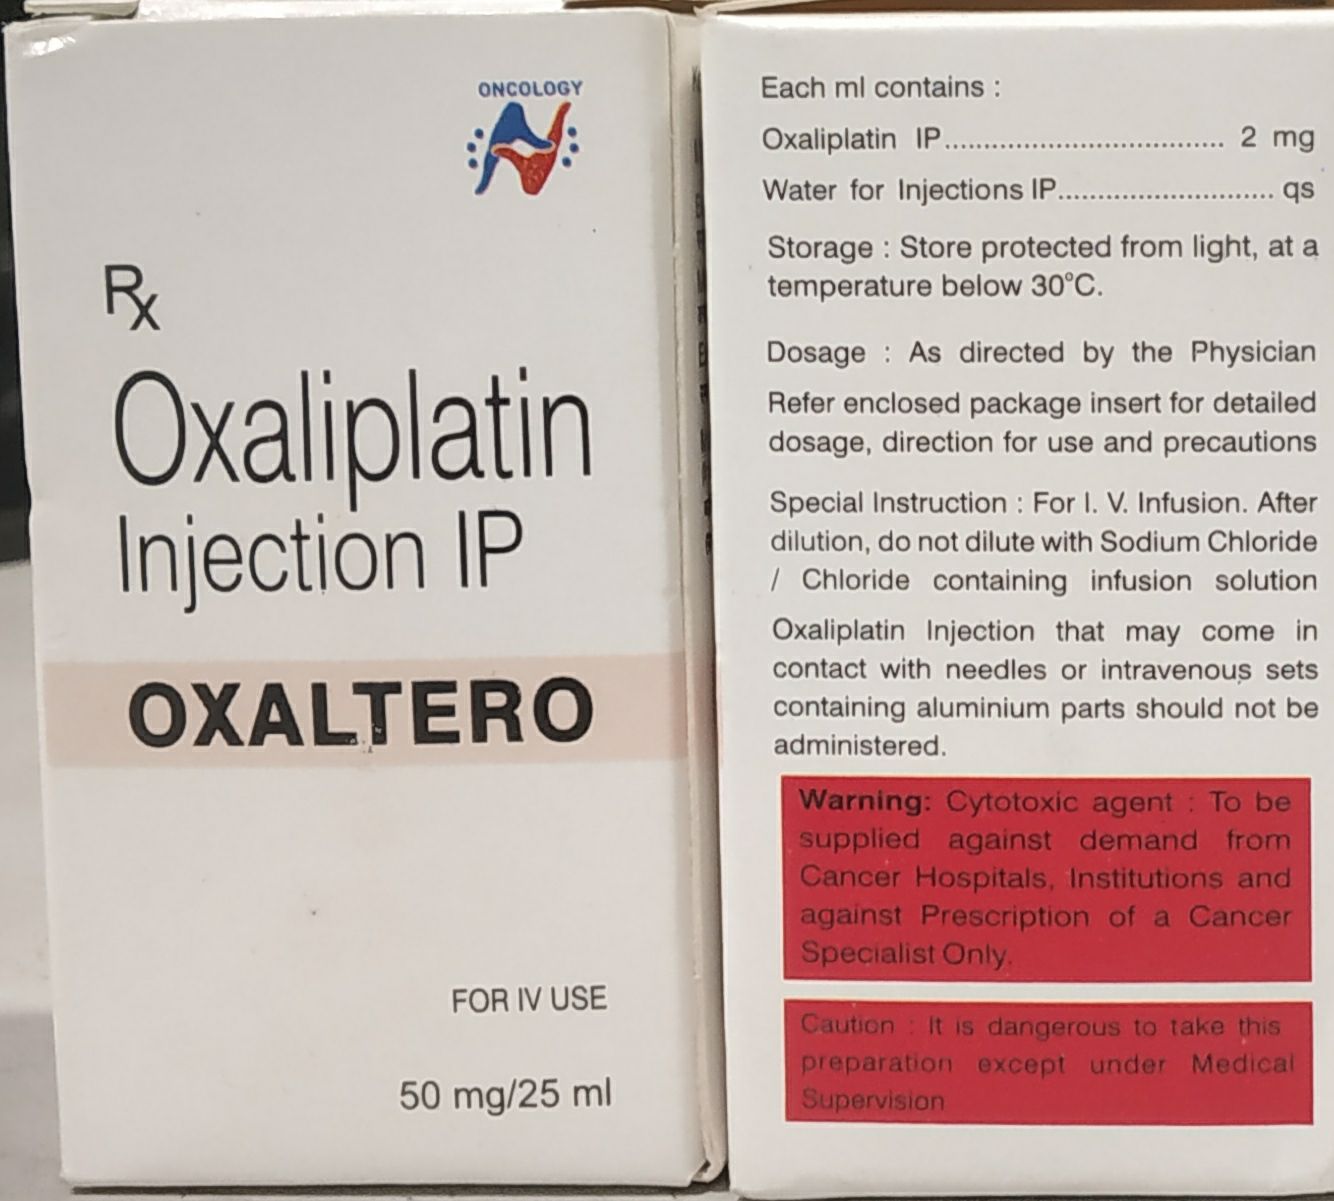 ONCOLOGY
Rx
Oxaliplatin
Injection IP
OXALTERO
FOR IV USE
50 mg/25 ml
Each ml contains :
Oxaliplatin IP.................................... 2 mg
Water for Injections IP........................... qs
Storage : Store protected from light, at a
temperature below 30°C.
Dosage : As directed by the Physician
Refer enclosed package insert for detailed
dosage, direction for use and precautions
Special Instruction : For I. V. Infusion. After
dilution, do not dilute with Sodium Chloride
/ Chloride containing infusion solution
Oxaliplatin Injection that may come in
contact with needles or intravenous sets
containing aluminium parts should not be
administered.
Warning: Cytotoxic agent : To be
supplied against demand from
Cancer Hospitals, Institutions and
against Prescription of a Cancer
Specialist Only.
Caution : It is dangerous to take this
preparation except under Medical
Supervision